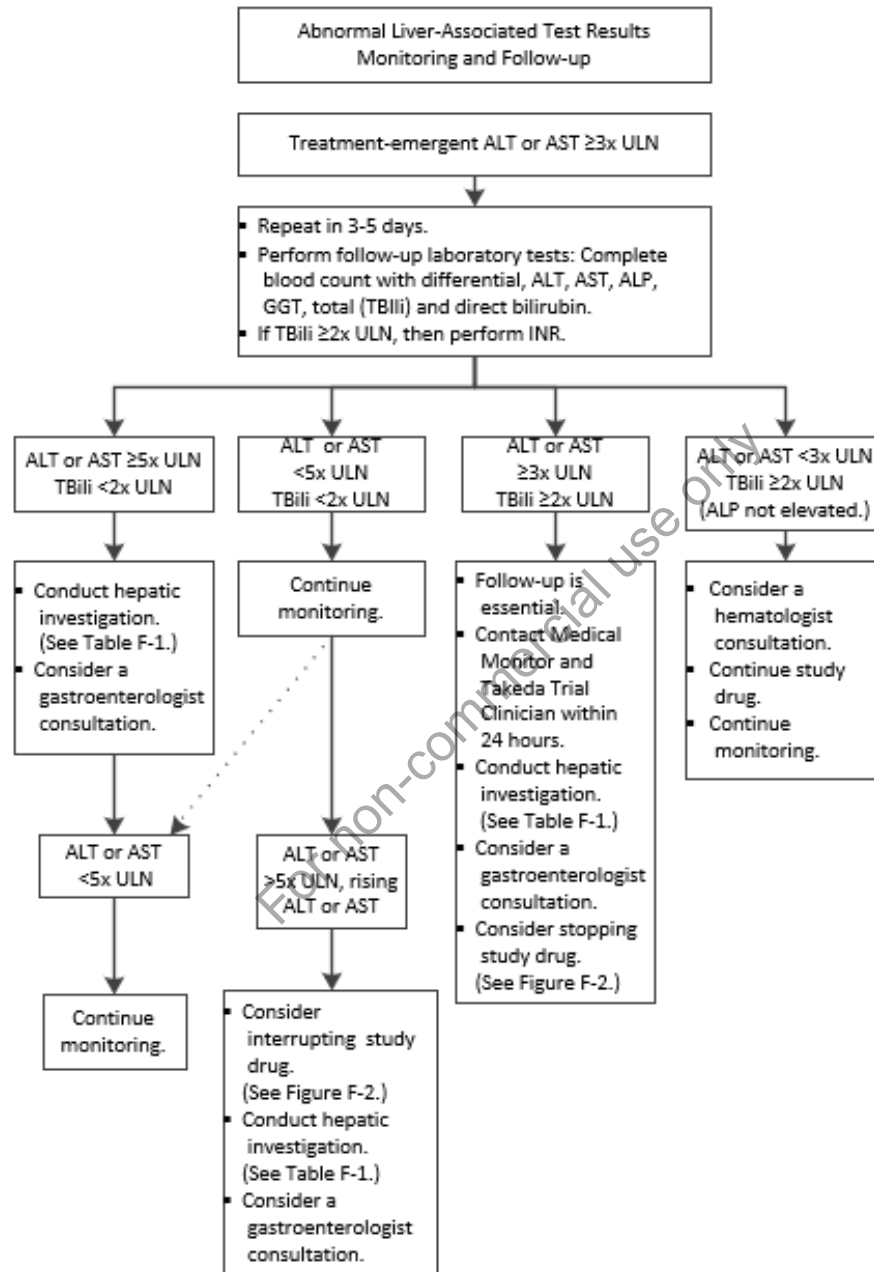 Abnormal Liver-Associated Test Results
Monitoring and Follow-up
Treatment-emergent ALT or AST ≥3x ULN
▪ Repeat in 3-5 days.
▪ Perform follow-up laboratory tests: Complete
blood count with differential, ALT, AST, ALP,
GGT, total (TBIli) and direct bilirubin.
▪ If TBili ≥2x ULN, then perform INR.
ALT or AST ≥5x ULN
TBili <2x ULN
ALT or AST
<5x ULN
TBili <2x ULN
ALT or AST
≥3x ULN
TBili ≥2x ULN
ALT or AST <3x ULN
TBili ≥2x ULN
(ALP not elevated.)
▪ Conduct hepatic
investigation.
(See Table F-1.)
▪ Consider a
gastroenterologist
consultation.
Continue
monitoring.
▪ Follow-up is
essential.
▪ Contact Medical
Monitor and
Takeda Trial
Clinician within
24 hours.
▪ Conduct hepatic
investigation.
(See Table F-1.)
▪ Consider a
gastroenterologist
consultation.
▪ Consider stopping
study drug.
(See Figure F-2.)
▪ Consider a
hematologist
consultation.
▪ Continue study
drug.
▪ Continue
monitoring.
ALT or AST
<5x ULN
ALT or AST
>5x ULN, rising
ALT or AST
Continue
monitoring.
▪ Consider
interrupting study
drug.
(See Figure F-2.)
▪ Conduct hepatic
investigation.
(See Table F-1.)
▪ Consider a
gastroenterologist
consultation.
For non-commercial use only